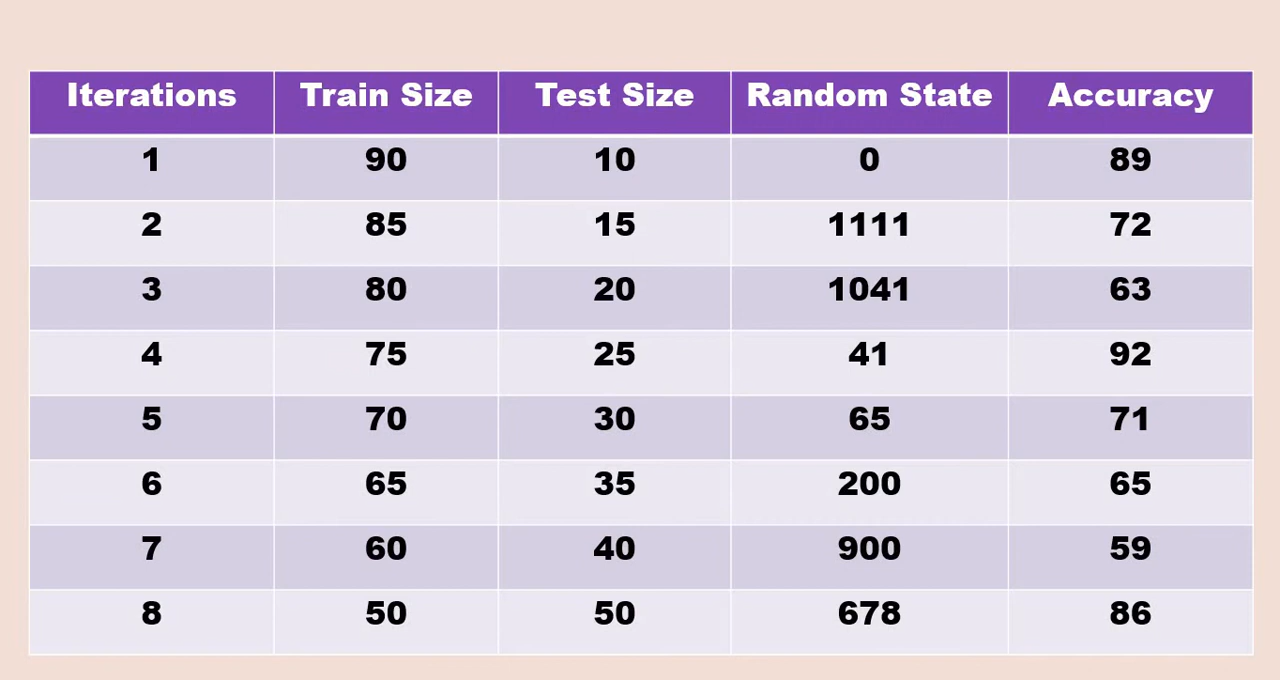 Iterations Train Size Test Size Random State Accuracy
1 90 10 0 89
2 85 15 1111 72
3 80 20 1041 63
4 75 25 41 92
5 70 30 65 71
6 65 35 200 65
7 60 40 900 59
8 50 50 678 86